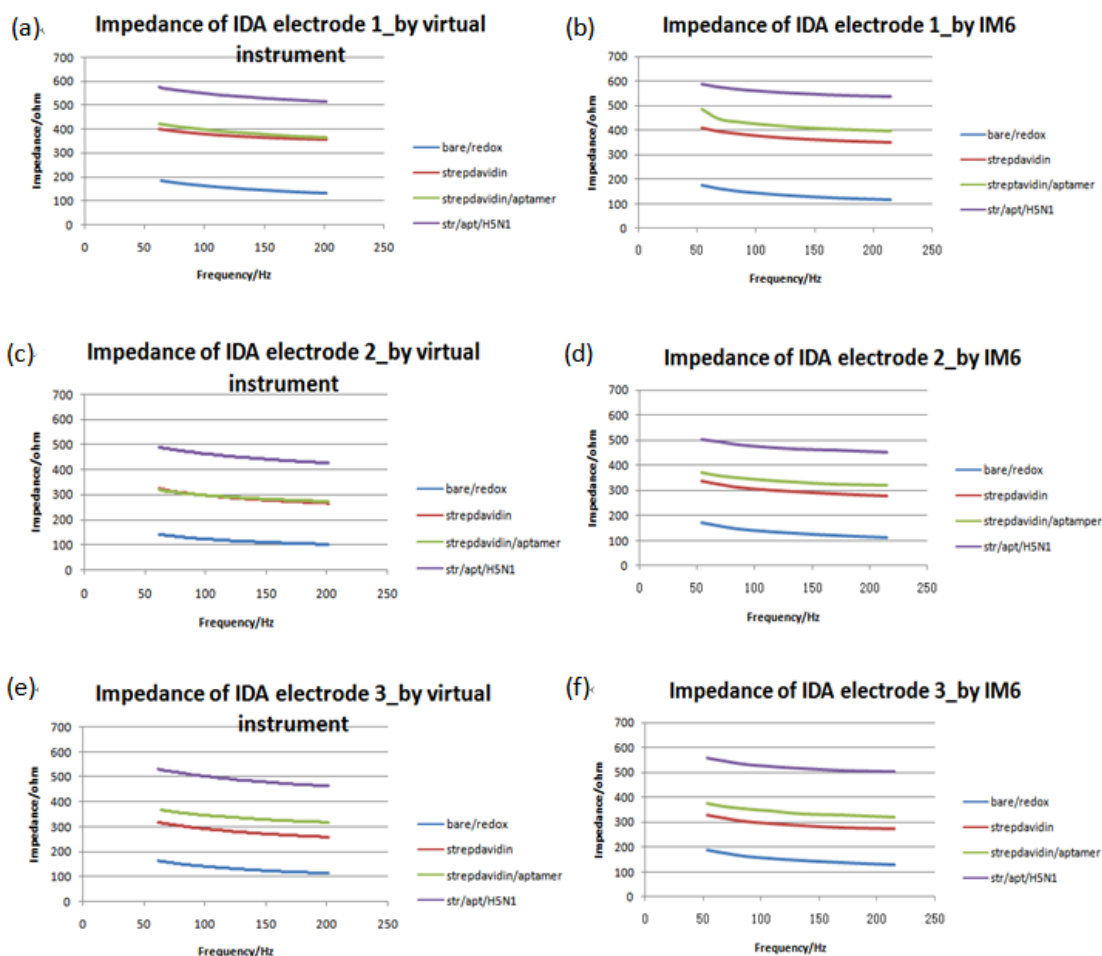 (a)
Impedance of IDA electrode 1_by virtual
instrument
700
600
500
400
300
200
100
0
Impedance/ohm
0 50 100 150 200 250
Frequency/Hz
bare/redox
strepdavidin
strepdavidin/aptamer
str/apt/H5N1
(b)
Impedance of IDA electrode 1_by IM6
700
600
500
400
300
200
100
0
Impedance/ohm
0 50 100 150 200 250
Frequency/Hz
bare/redox
strepdavidin
streptavidin/aptamer
str/apt/H5N1
(c)
Impedance of IDA electrode 2_by virtual
instrument
700
600
500
400
300
200
100
0
Impedance/ohm
0 50 100 150 200 250
Frequency/Hz
bare/redox
strepdavidin
strepdavidin/aptamer
str/apt/H5N1
(d)
Impedance of IDA electrode 2_by IM6
700
600
500
400
300
200
100
0
Impedance/ohm
0 50 100 150 200 250
Frequency/Hz
bare/redox
strepdavidin
strepdavidin/aptamper
str/apt/H5N1
(e)
Impedance of IDA electrode 3_by virtual
instrument
700
600
500
400
300
200
100
0
Impedance/ohm
0 50 100 150 200 250
Frequency/Hz
bare/redox
strepdavidin
strepdavidin/aptamer
str/apt/H5N1
(f)
Impedance of IDA electrode 3_by IM6
700
600
500
400
300
200
100
0
Impedance/ohm
0 50 100 150 200 250
Frequency/Hz
bare/redox
strepdavidin
strepdavidin/aptamer
str/apt/H5N1